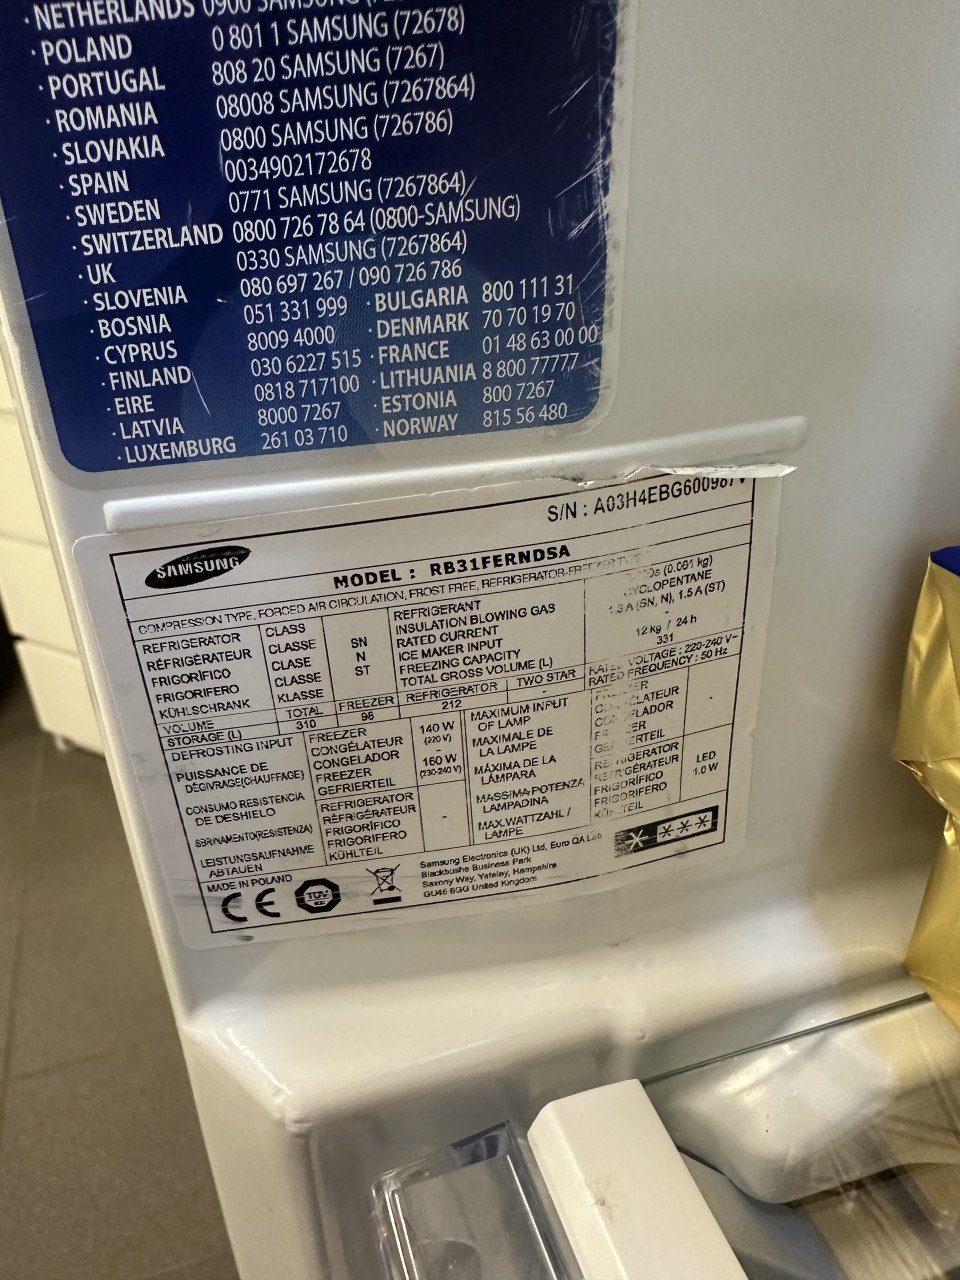 · NETHERLANDS 0900 SAMSUNG
· POLAND 0 801 1 SAMSUNG (72678)
· PORTUGAL 808 20 SAMSUNG (7267)
· ROMANIA 08008 SAMSUNG (7267864)
· SLOVAKIA 0800 SAMSUNG (726786)
· SPAIN 0034902172678
· SWEDEN 0771 SAMSUNG (7267864)
· SWITZERLAND 0800 726 78 64 (0800-SAMSUNG)
· UK 0330 SAMSUNG (7267864)
· SLOVENIA 080 697 267 / 090 726 786
· BOSNIA 051 331 999 · BULGARIA 800 111 31
· CYPRUS 8009 4000 · DENMARK 70 70 19 70
· FINLAND 030 6227 515 · FRANCE 01 48 63 00 00
· EIRE 0818 717100 · LITHUANIA 8 800 77777
· LATVIA 8000 7267 · ESTONIA 800 7267
· LUXEMBURG 261 03 710 · NORWAY 815 56 480
S/N : A03H4EBG600987
SAMSUNG
MODEL : RB31FERNDSA
COMPRESSION TYPE, FORCED AIR CIRCULATION, FROST FREE, REFRIGERATOR-FREEZER
REFRIGERATOR CLASS
RÉFRIGÉRATEUR CLASSE
FRIGORÍFICO CLASE
FRIGORIFERO CLASSE
KÜHLSCHRANK KLASSE
SN
N
ST
REFRIGERANT (0.061 kg)
INSULATION BLOWING GAS CYCLOPENTANE
RATED CURRENT 1.3 A (SN, N), 1.5 A (ST)
ICE MAKER INPUT
FREEZING CAPACITY 12 kg / 24 h
TOTAL GROSS VOLUME (L) 331
VOLUME TOTAL FREEZER REFRIGERATOR TWO STAR
STORAGE (L) 310 98 212 -
RATED VOLTAGE : 220-240 V~
RATED FREQUENCY : 50 Hz
DEFROSTING INPUT
PUISSANCE DE
DÉGIVRAGE(CHAUFFAGE)
CONSUMO RESISTENCIA
DE DESHIELO
SBRINAMENTO(RESISTENZA)
LEISTUNGSAUFNAHME
ABTAUEN
FREEZER
CONGÉLATEUR
CONGELADOR
FREEZER
GEFRIERTEIL
140 W
(220 V)
-
160 W
(230-240 V)
REFRIGERATOR
RÉFRIGÉRATEUR
FRIGORÍFICO
FRIGORIFERO
KÜHLTEIL
-
MAXIMUM INPUT
OF LAMP
MAXIMALE DE
LA LAMPE
MÁXIMA DE LA
LÁMPARA
MASSIMA POTENZA
LAMPADINA
MAX.WATTZAHL /
LAMPE
REFRIGERATOR
RÉFRIGÉRATEUR
FRIGORÍFICO
FRIGORIFERO
KÜHLTEIL
-
LED
1.0 W
MADE IN POLAND
CE
TÜV
Samsung Electronics (UK) Ltd, Euro QA Lab
Blackbushe Business Park
Saxony Way, Yateley, Hampshire
GU46 6GG United Kingdom